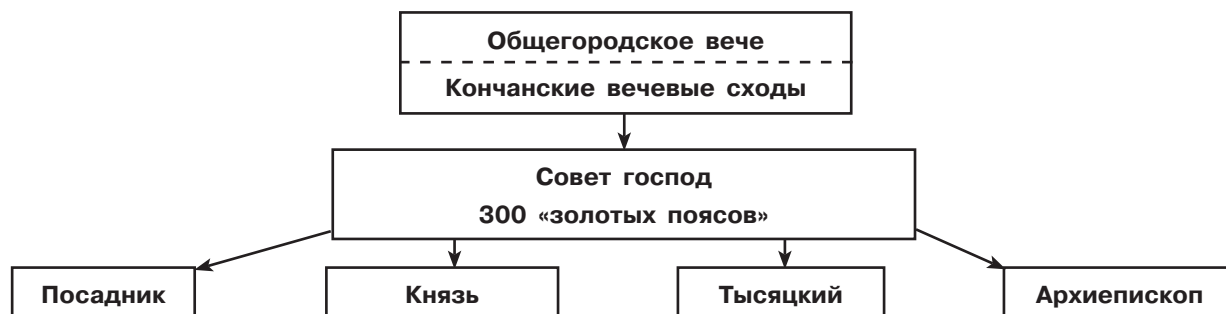 Общегородское вече
Кончанские вечевые сходы
Совет господ
300 «золотых поясов»
Посадник
Князь
Тысяцкий
Архиепископ